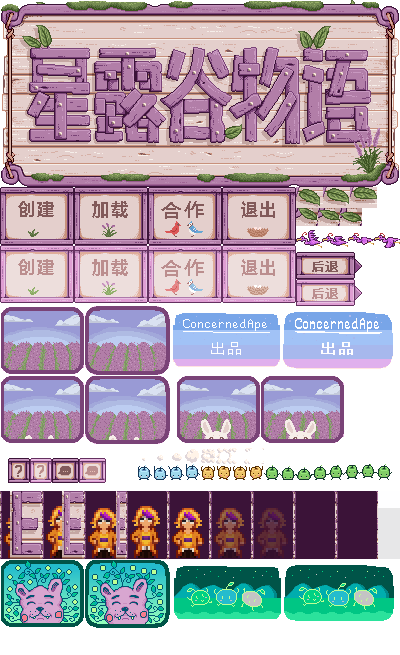 星露谷物语
创建 加载 合作 退出
创建 加载 合作 退出
后退
后退
ConcernedApe ConcernedApe
出品 出品
? ?
E E